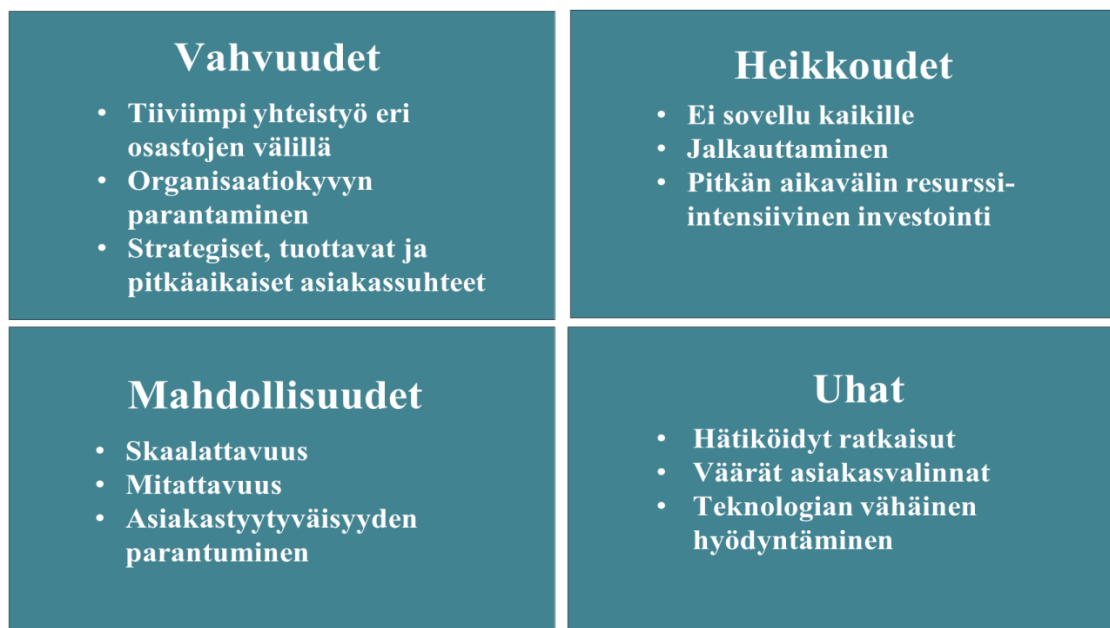 Vahvuudet
• Tiiviimpi yhteistyö eri
osastojen välillä
• Organisaatiokyvyn
parantaminen
• Strategiset, tuottavat ja
pitkäaikaiset asiakassuhteet
Heikkoudet
• Ei sovellu kaikille
• Jalkauttaminen
• Pitkän aikavälin resurssi-
intensiivinen investointi
Mahdollisuudet
• Skaalattavuus
• Mitattavuus
• Asiakastyytyväisyyden
parantuminen
Uhat
• Hätiköidyt ratkaisut
• Väärät asiakasvalinnat
• Teknologian vähäinen
hyödyntäminen